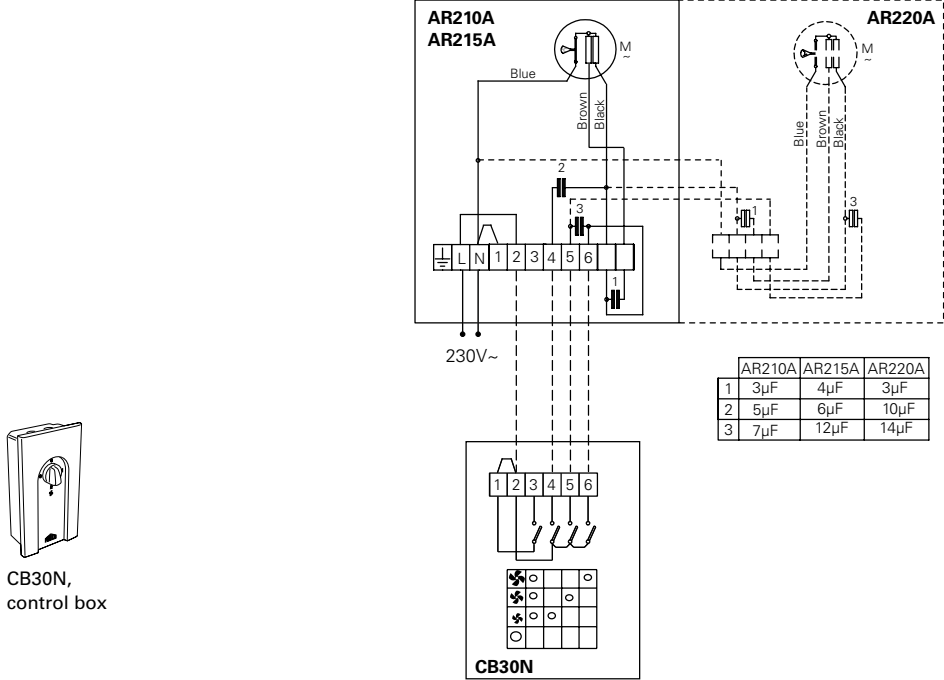 AR210A
AR215A
AR220A
M
~
M
~
Blue
Brown
Black
Blue
Brown
Black
2
3
1
3
L N 1 2 3 4 5 6
1
230V~
AR210A AR215A AR220A
1 3µF 4µF 3µF
2 5µF 6µF 10µF
3 7µF 12µF 14µF
1 2 3 4 5 6
CB30N
CB30N,
control box